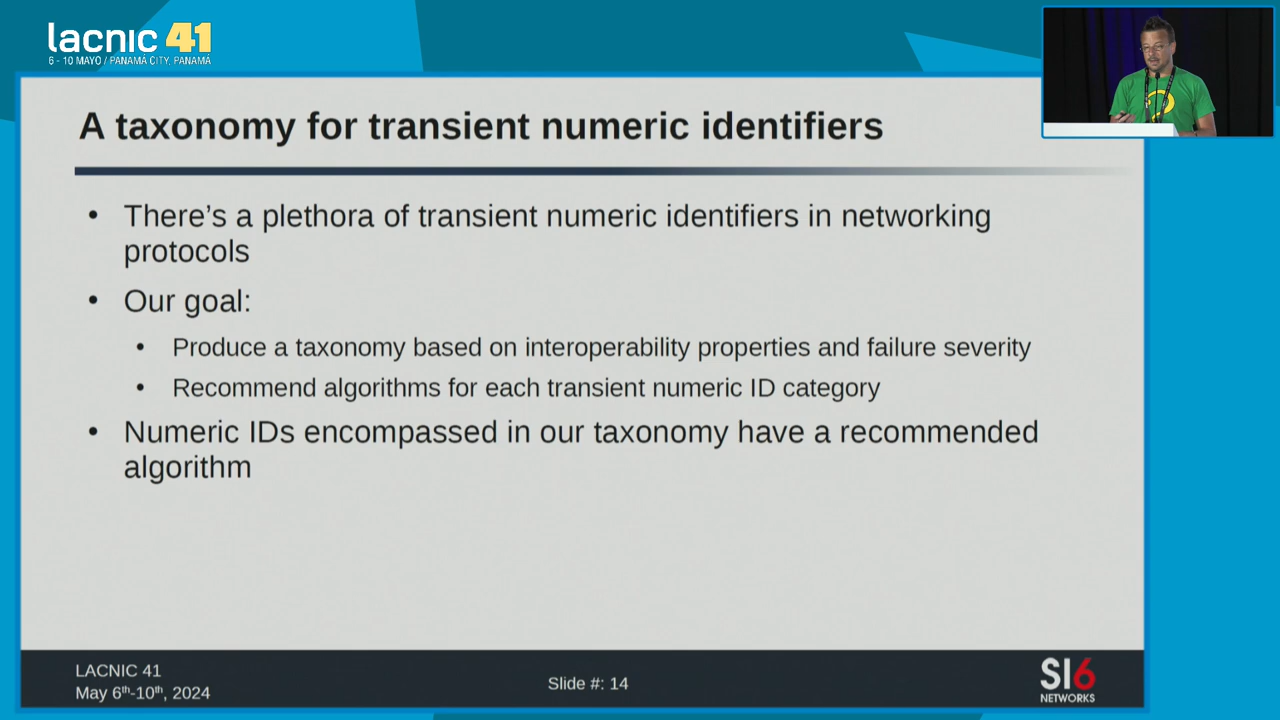 lacnic 41
6 - 10 MAYO / PANAMÁ CITY, PANAMÁ
A taxonomy for transient numeric identifiers
• There’s a plethora of transient numeric identifiers in networking
protocols
• Our goal:
• Produce a taxonomy based on interoperability properties and failure severity
• Recommend algorithms for each transient numeric ID category
• Numeric IDs encompassed in our taxonomy have a recommended
algorithm
LACNIC 41
May 6th-10th, 2024
Slide #: 14
SI6
NETWORKS